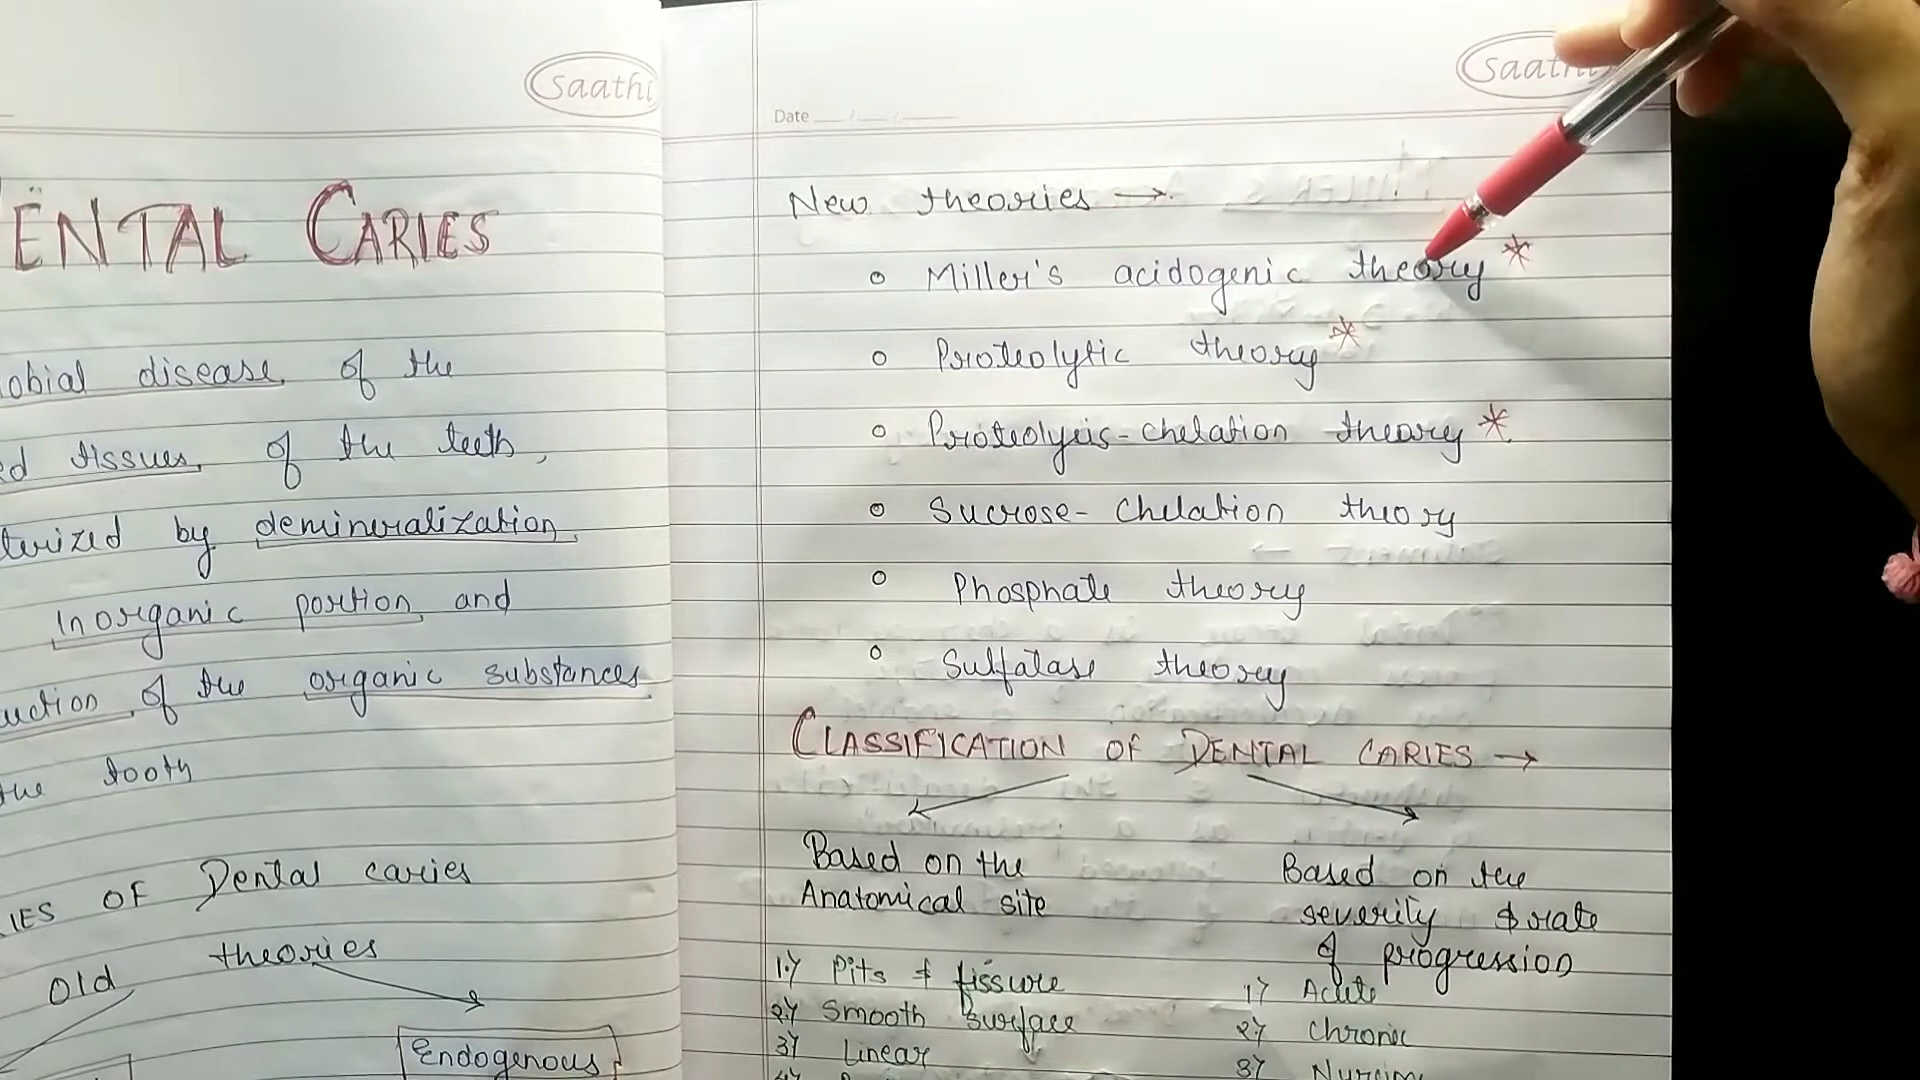 saathi
ENTAL CARIES
obial disease of the
ed tissues of the teeth,
terized by demineralization
Inorganic portion and
uction of the organic substances
the tooth
IES OF Dental caries
theories
Old
Endogenous
saathi
Date
New theories →
o Miller's acidogenic theory *
o Proteolytic theory *
o Proteolysis-chelation theory *
o Sucrose-chelation theory
o Phosphate theory
o Sulfatase theory
CLASSIFICATION OF DENTAL CARIES →
Based on the
Anatomical site
1.) Pits & fissure
2) Smooth Surface
3) Linear
Based on the
severity & rate
of progression
1) Acute
2) Chronic
3)